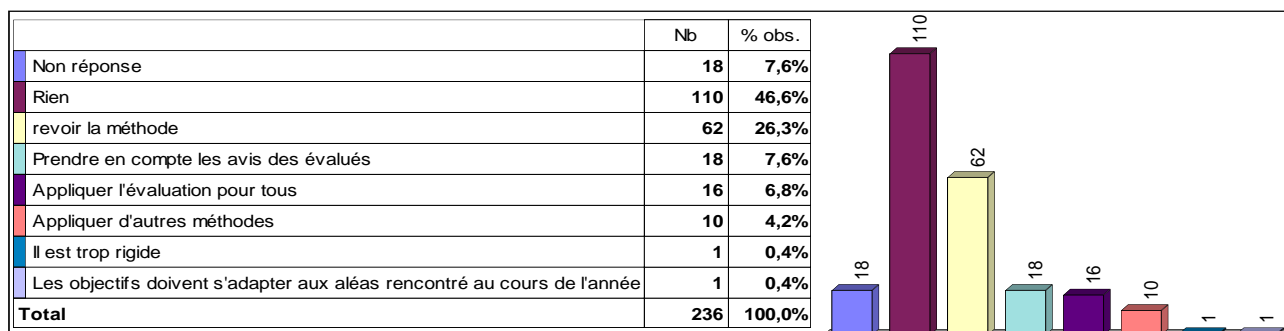 Nb % obs.
Non réponse 18 7,6%
Rien 110 46,6%
revoir la méthode 62 26,3%
Prendre en compte les avis des évalués 18 7,6%
Appliquer l'évaluation pour tous 16 6,8%
Appliquer d'autres méthodes 10 4,2%
Il est trop rigide 1 0,4%
Les objectifs doivent s'adapter aux aléas rencontré au cours de l'année 1 0,4%
Total 236 100,0%
18
110
62
18
16
10
1
1